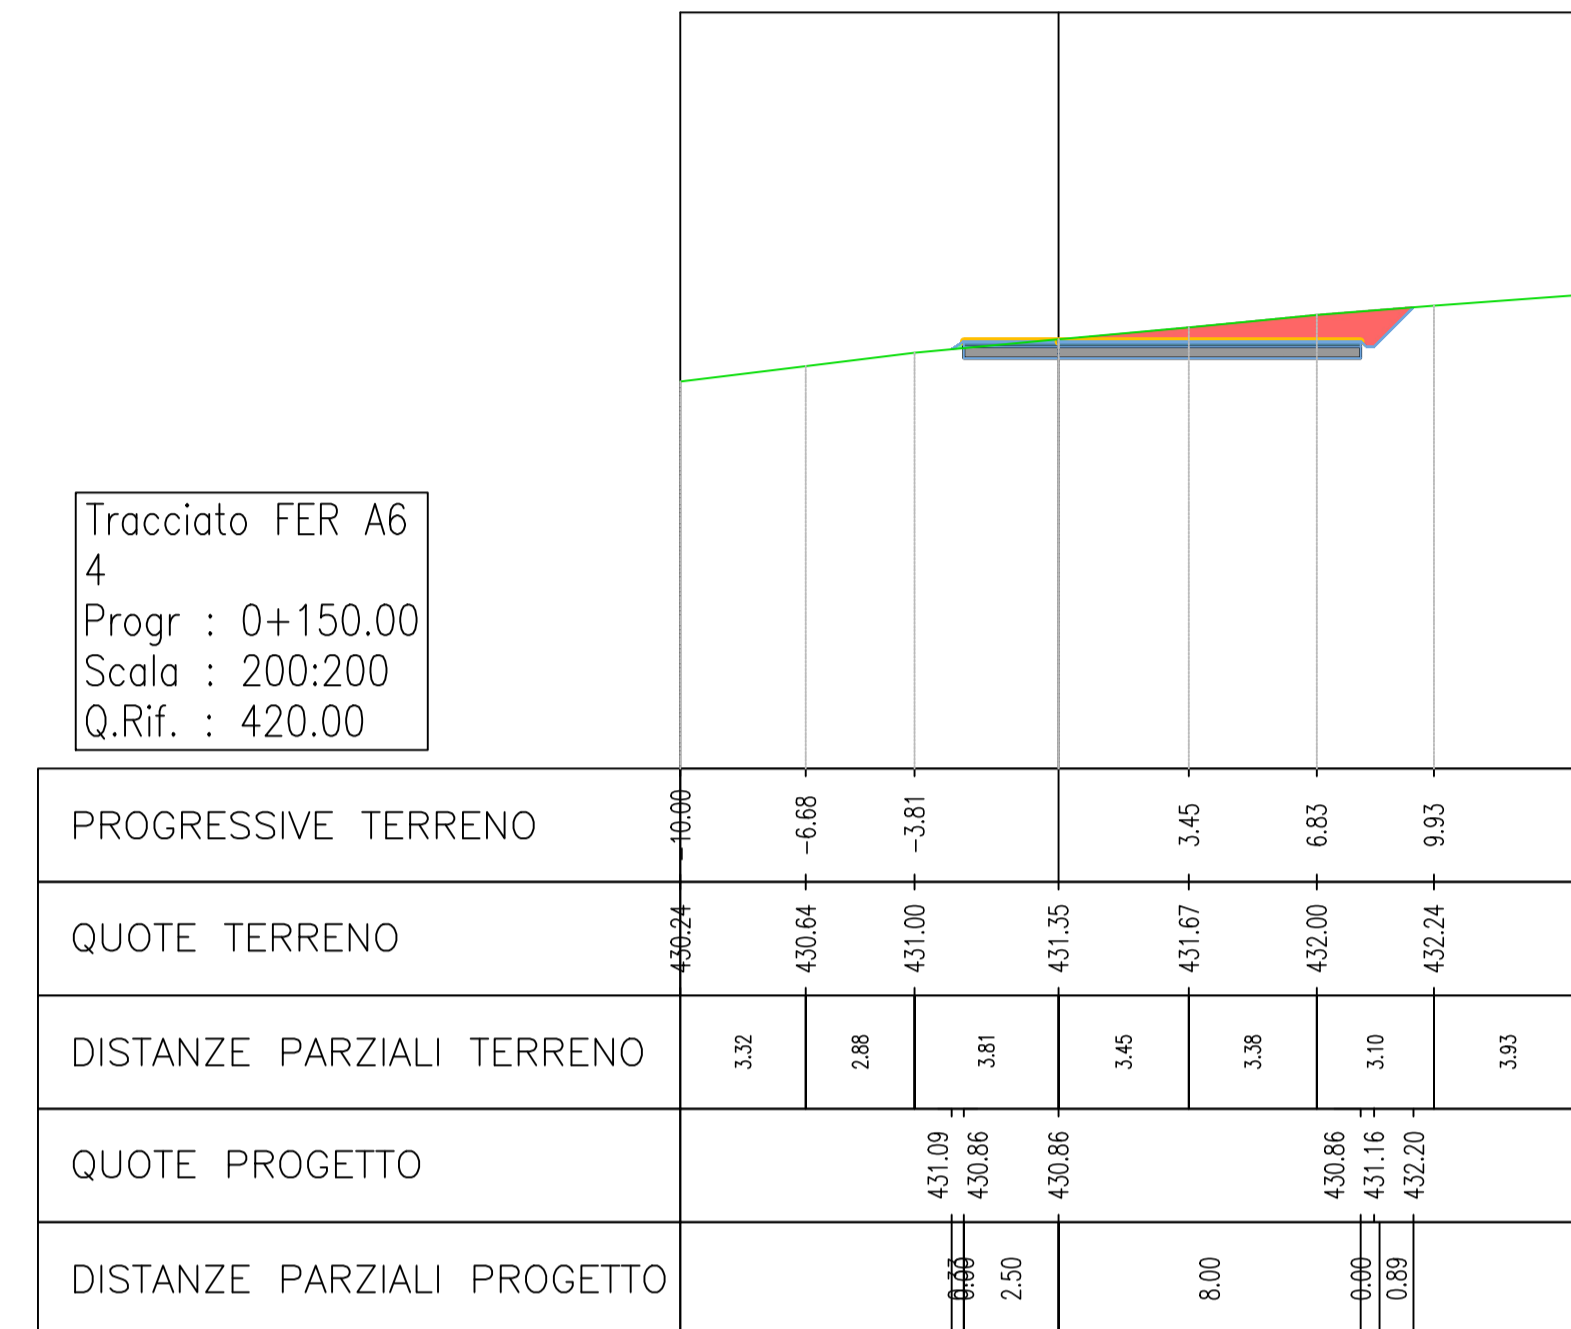 Tracciato FER A6
4
Progr : 0+150.00
Scala : 200:200
Q.Rif. : 420.00
PROGRESSIVE TERRENO -10.00 -6.68 -3.81 3.45 6.83 9.93
QUOTE TERRENO 430.24 430.64 431.00 431.35 431.67 432.00 432.24
DISTANZE PARZIALI TERRENO 3.32 2.88 3.81 3.45 3.38 3.10 3.93
QUOTE PROGETTO 431.09 430.86 430.86 430.86 431.16 432.20
DISTANZE PARZIALI PROGETTO 0.00 2.50 8.00 0.00 0.89